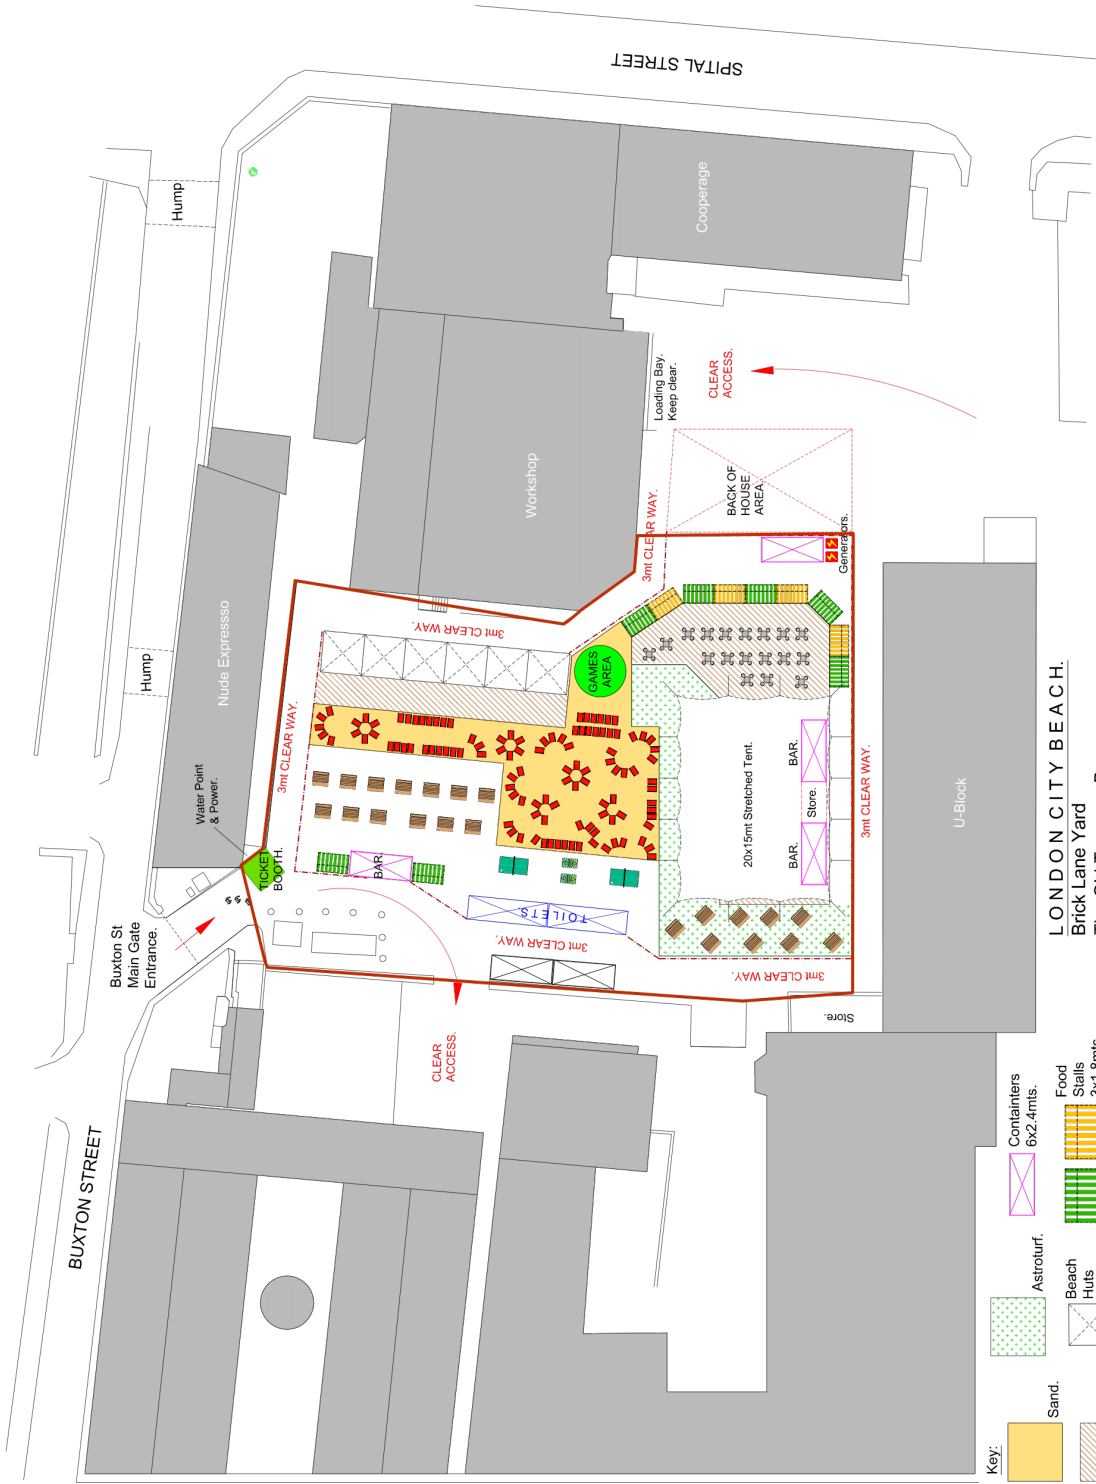 SPITAL STREET
Hump
Cooperage
Loading Bay.
Keep clear.
CLEAR
ACCESS.
Workshop
BACK OF
HOUSE
AREA.
3mt CLEAR WAY.
Generators.
Hump
Nude Expressso
3mt CLEAR WAY.
3mt CLEAR WAY.
GAMES
AREA
Water Point
& Power.
TICKET
BOOTH.
BAR.
TOILETS.
20x15mt Stretched Tent.
BAR.
Store.
BAR.
3mt CLEAR WAY.
U-Block
Buxton St
Main Gate
Entrance.
3mt CLEAR WAY.
3mt CLEAR WAY.
Store.
CLEAR
ACCESS.
BUXTON STREET
LONDON CITY BEACH.
Brick Lane Yard
Key:
Sand.
Astroturf.
Beach
Huts
Containters
6x2.4mts.
Food
Stalls
3x1.8mts